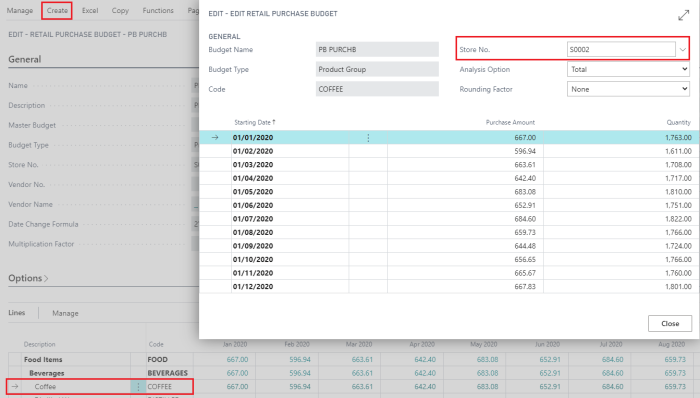 Manage Create Excel Copy Functions Pag
EDIT - EDIT RETAIL PURCHASE BUDGET
EDIT - RETAIL PURCHASE BUDGET - PB PURCHB
GENERAL
Budget Name PB PURCHB Store No. S0002
General
Budget Type Product Group Analysis Option Total
Code COFFEE Rounding Factor None
Name
Description
Master Budget
Budget Type
Store No.
Vendor No.
Vendor Name
Date Change Formula
Multiplication Factor
Starting Date ↑ Purchase Amount Quantity
01/01/2020 667.00 1,763.00
01/02/2020 596.94 1,611.00
01/03/2020 663.61 1,708.00
01/04/2020 642.40 1,717.00
01/05/2020 683.08 1,810.00
01/06/2020 652.91 1,751.00
01/07/2020 684.60 1,822.00
01/08/2020 659.73 1,766.00
01/09/2020 644.48 1,724.00
01/10/2020 656.65 1,766.00
01/11/2020 665.67 1,760.00
01/12/2020 667.83 1,801.00
Options >
Close
Lines Manage
Description Code Jan 2020 Feb 2020 Mar 2020 Apr 2020 May 2020 Jun 2020 Jul 2020 Aug 2020
Food Items FOOD 667.00 596.94 663.61 642.40 683.08 652.91 684.60 659.73
Beverages BEVERAGES 667.00 596.94 663.61 642.40 683.08 652.91 684.60 659.73
Coffee COFFEE 667.00 596.94 663.61 642.40 683.08 652.91 684.60 659.73